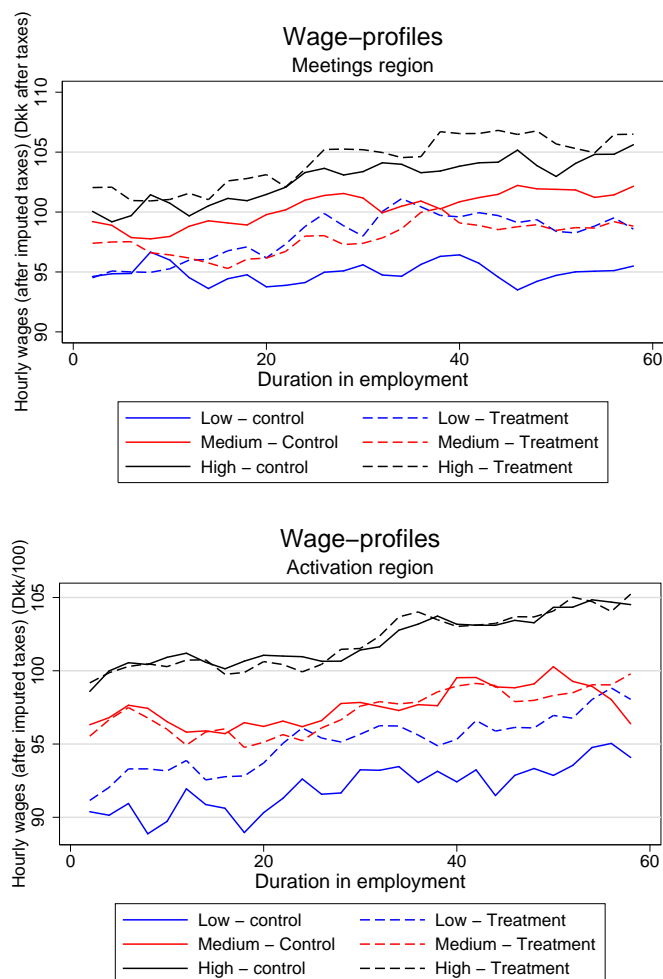 Wage−profiles
Meetings region
Hourly wages (after imputed taxes) (Dkk after taxes)
110
105
100
95
90
0 20 40 60
Duration in employment
Low − control Low − Treatment
Medium − Control Medium − Treatment
High − control High − Treatment
Wage−profiles
Activation region
Hourly wages (after imputed taxes) (Dkk/100)
105
100
95
90
0 20 40 60
Duration in employment
Low − control Low − Treatment
Medium − Control Medium − Treatment
High − control High − Treatment